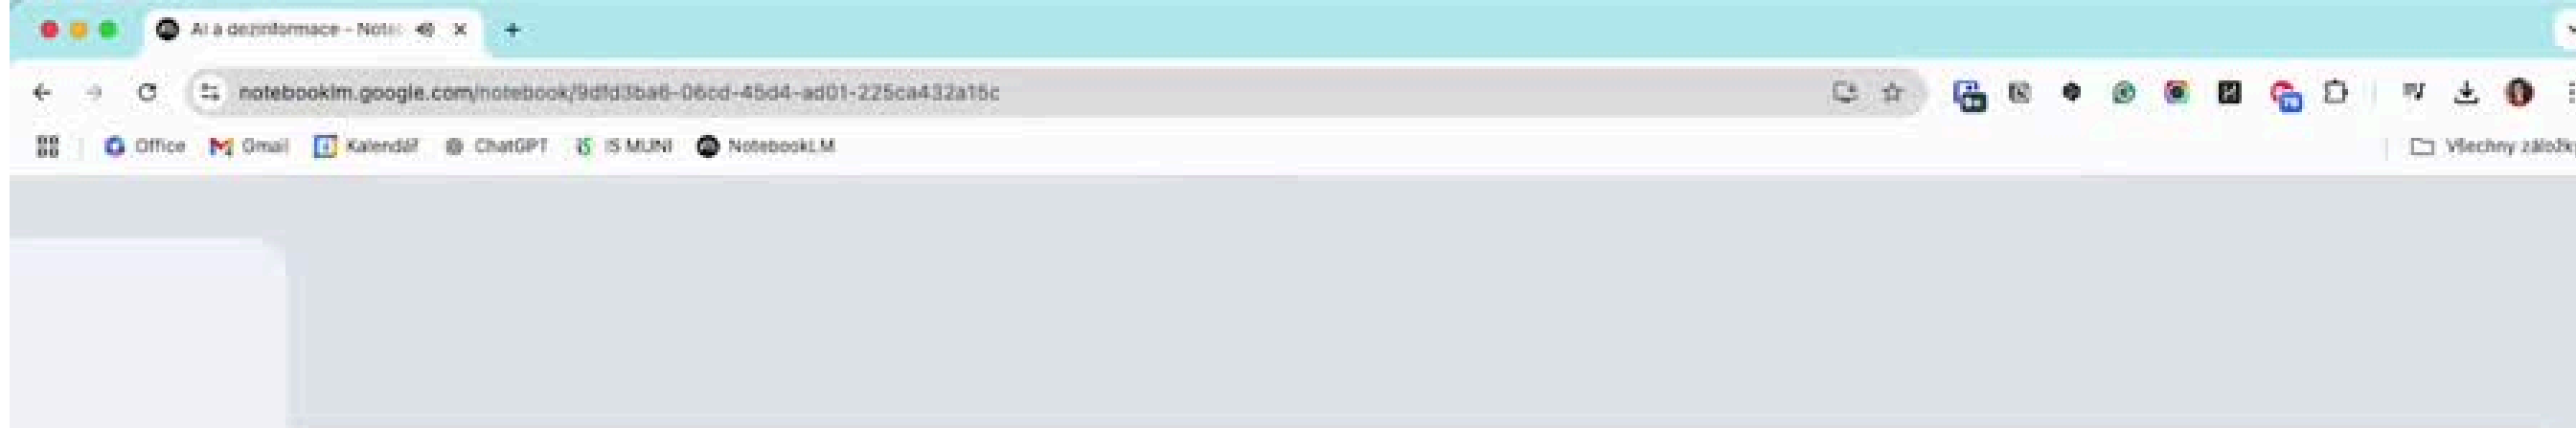 AI a dezinformace - Note
notebooklm.google.com/notebook/9dfd3ba6-06cd-45d4-ad01-225ca432a15c
Office Gmail Kalendář ChatGPT IS MUNI NotebookLM Všechny záložky